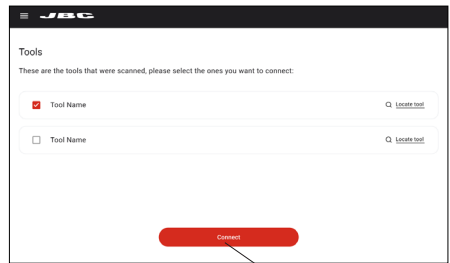 JBC
Tools
These are the tools that were scanned, please select the ones you want to connect:
Tool Name
Locate tool
Tool Name
Locate tool
Connect